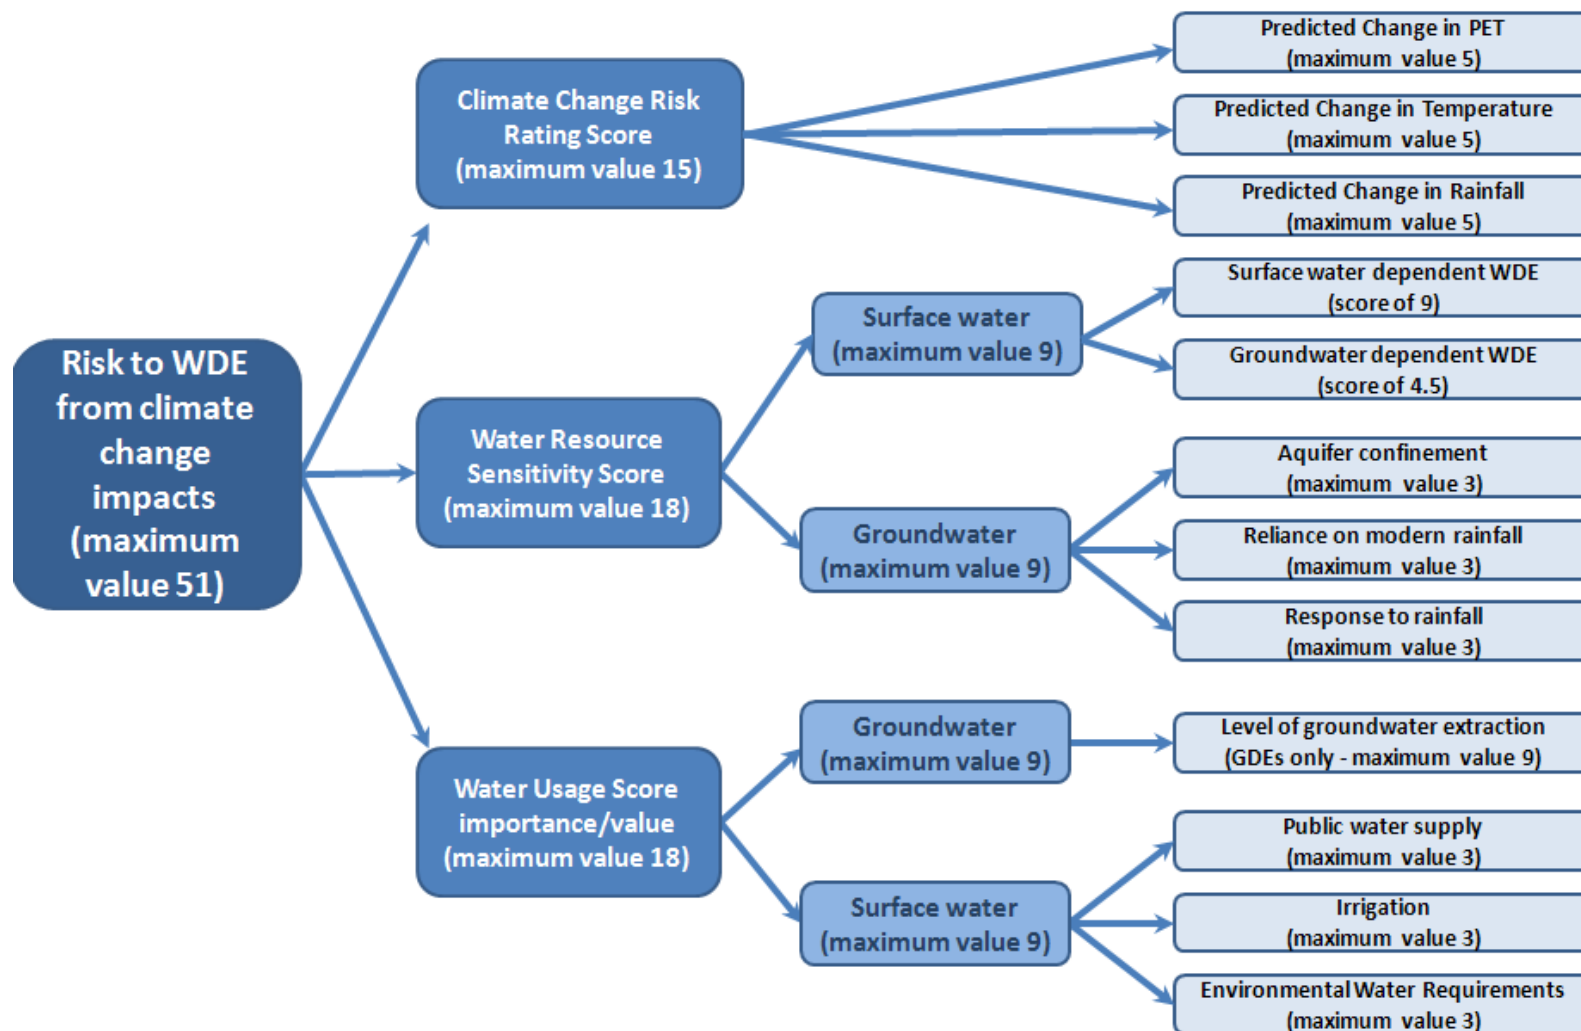 Risk to WDE
from climate
change
impacts
(maximum
value 51)
Climate Change Risk
Rating Score
(maximum value 15)
Predicted Change in PET
(maximum value 5)
Predicted Change in Temperature
(maximum value 5)
Predicted Change in Rainfall
(maximum value 5)
Water Resource
Sensitivity Score
(maximum value 18)
Surface water
(maximum value 9)
Surface water dependent WDE
(score of 9)
Groundwater dependent WDE
(score of 4.5)
Groundwater
(maximum value 9)
Aquifer confinement
(maximum value 3)
Reliance on modern rainfall
(maximum value 3)
Response to rainfall
(maximum value 3)
Water Usage Score
importance/value
(maximum value 18)
Groundwater
(maximum value 9)
Level of groundwater extraction
(GDEs only - maximum value 9)
Surface water
(maximum value 9)
Public water supply
(maximum value 3)
Irrigation
(maximum value 3)
Environmental Water Requirements
(maximum value 3)